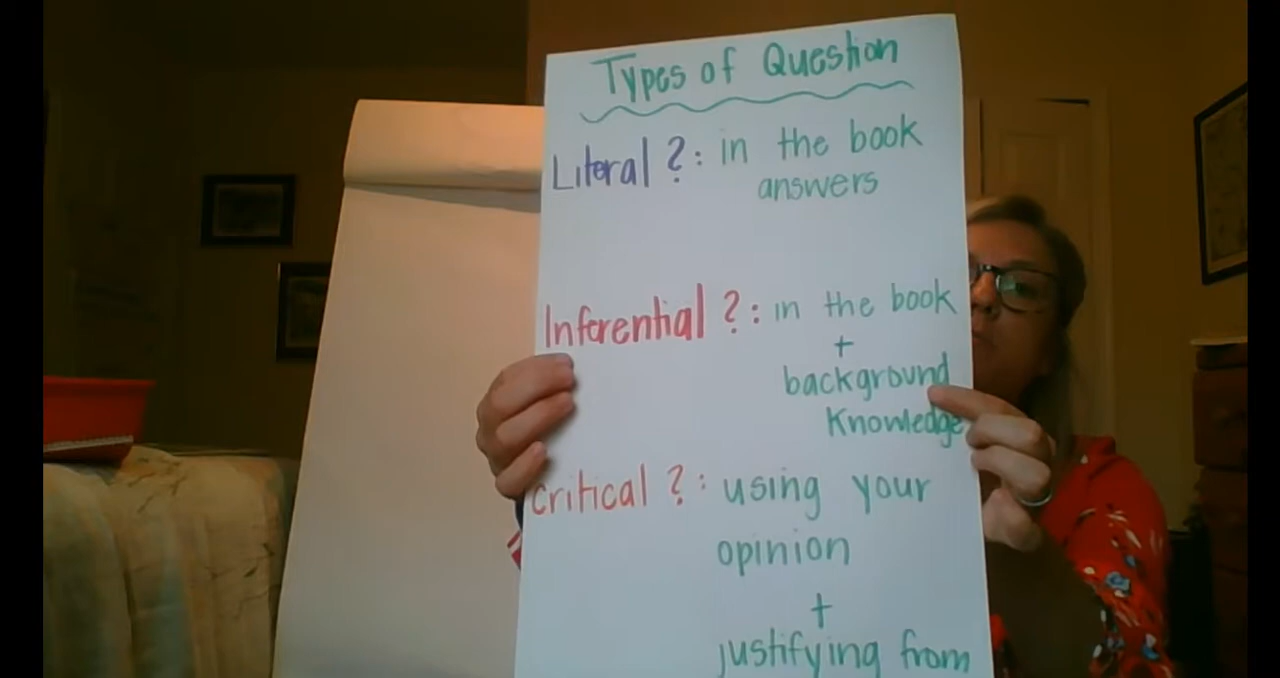 Types of Question
Literal ?: in the book
answers
Inferential ?: in the book
+
background
Knowledge
critical ?: using your
opinion
+
justifying from